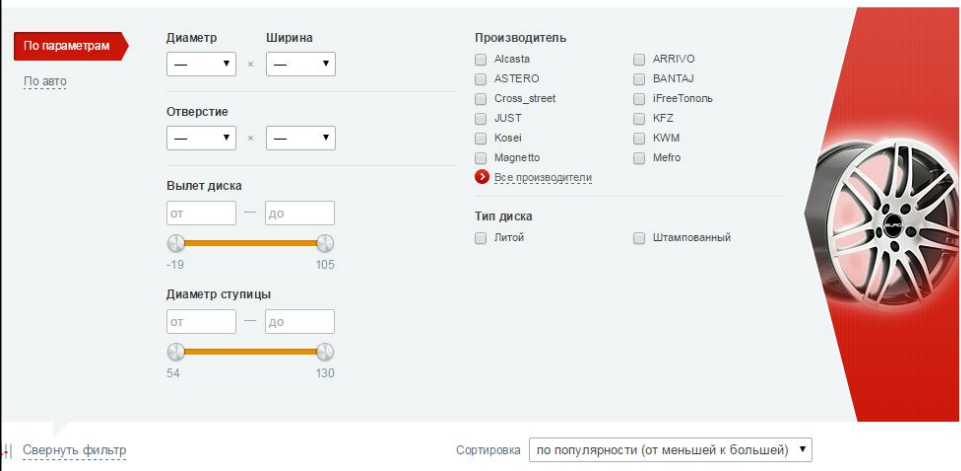 По параметрам
По авто
Диаметр Ширина
— × —
Отверстие
— × —
Вылет диска
от — до
-19 105
Диаметр ступицы
от — до
54 130
Производитель
Alcasta ARRIVO
ASTERO BANTAJ
Cross_street iFreeТополь
JUST KFZ
Kosei KWM
Magnetto Mefro
Все производители
Тип диска
Литой Штампованный
Свернуть фильтр
Сортировка по популярности (от меньшей к большей)